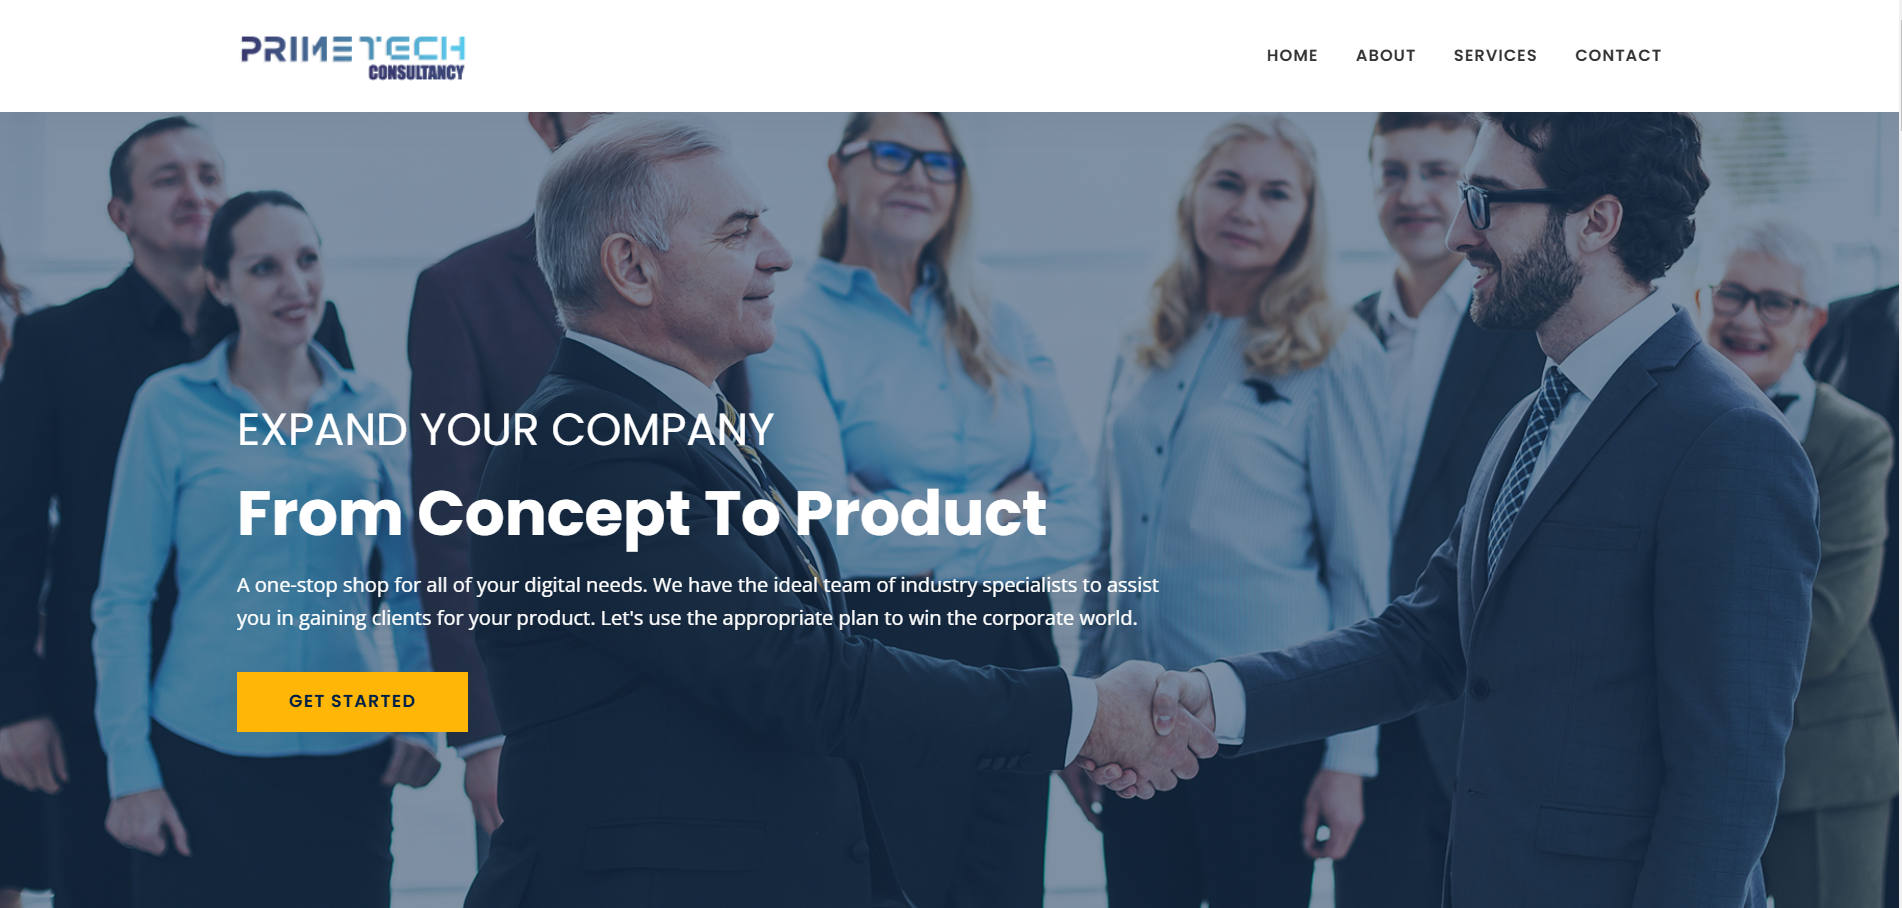 PRIMETECH
CONSULTANCY
HOME ABOUT SERVICES CONTACT
EXPAND YOUR COMPANY
From Concept To Product
A one-stop shop for all of your digital needs. We have the ideal team of industry specialists to assist
you in gaining clients for your product. Let's use the appropriate plan to win the corporate world.
GET STARTED